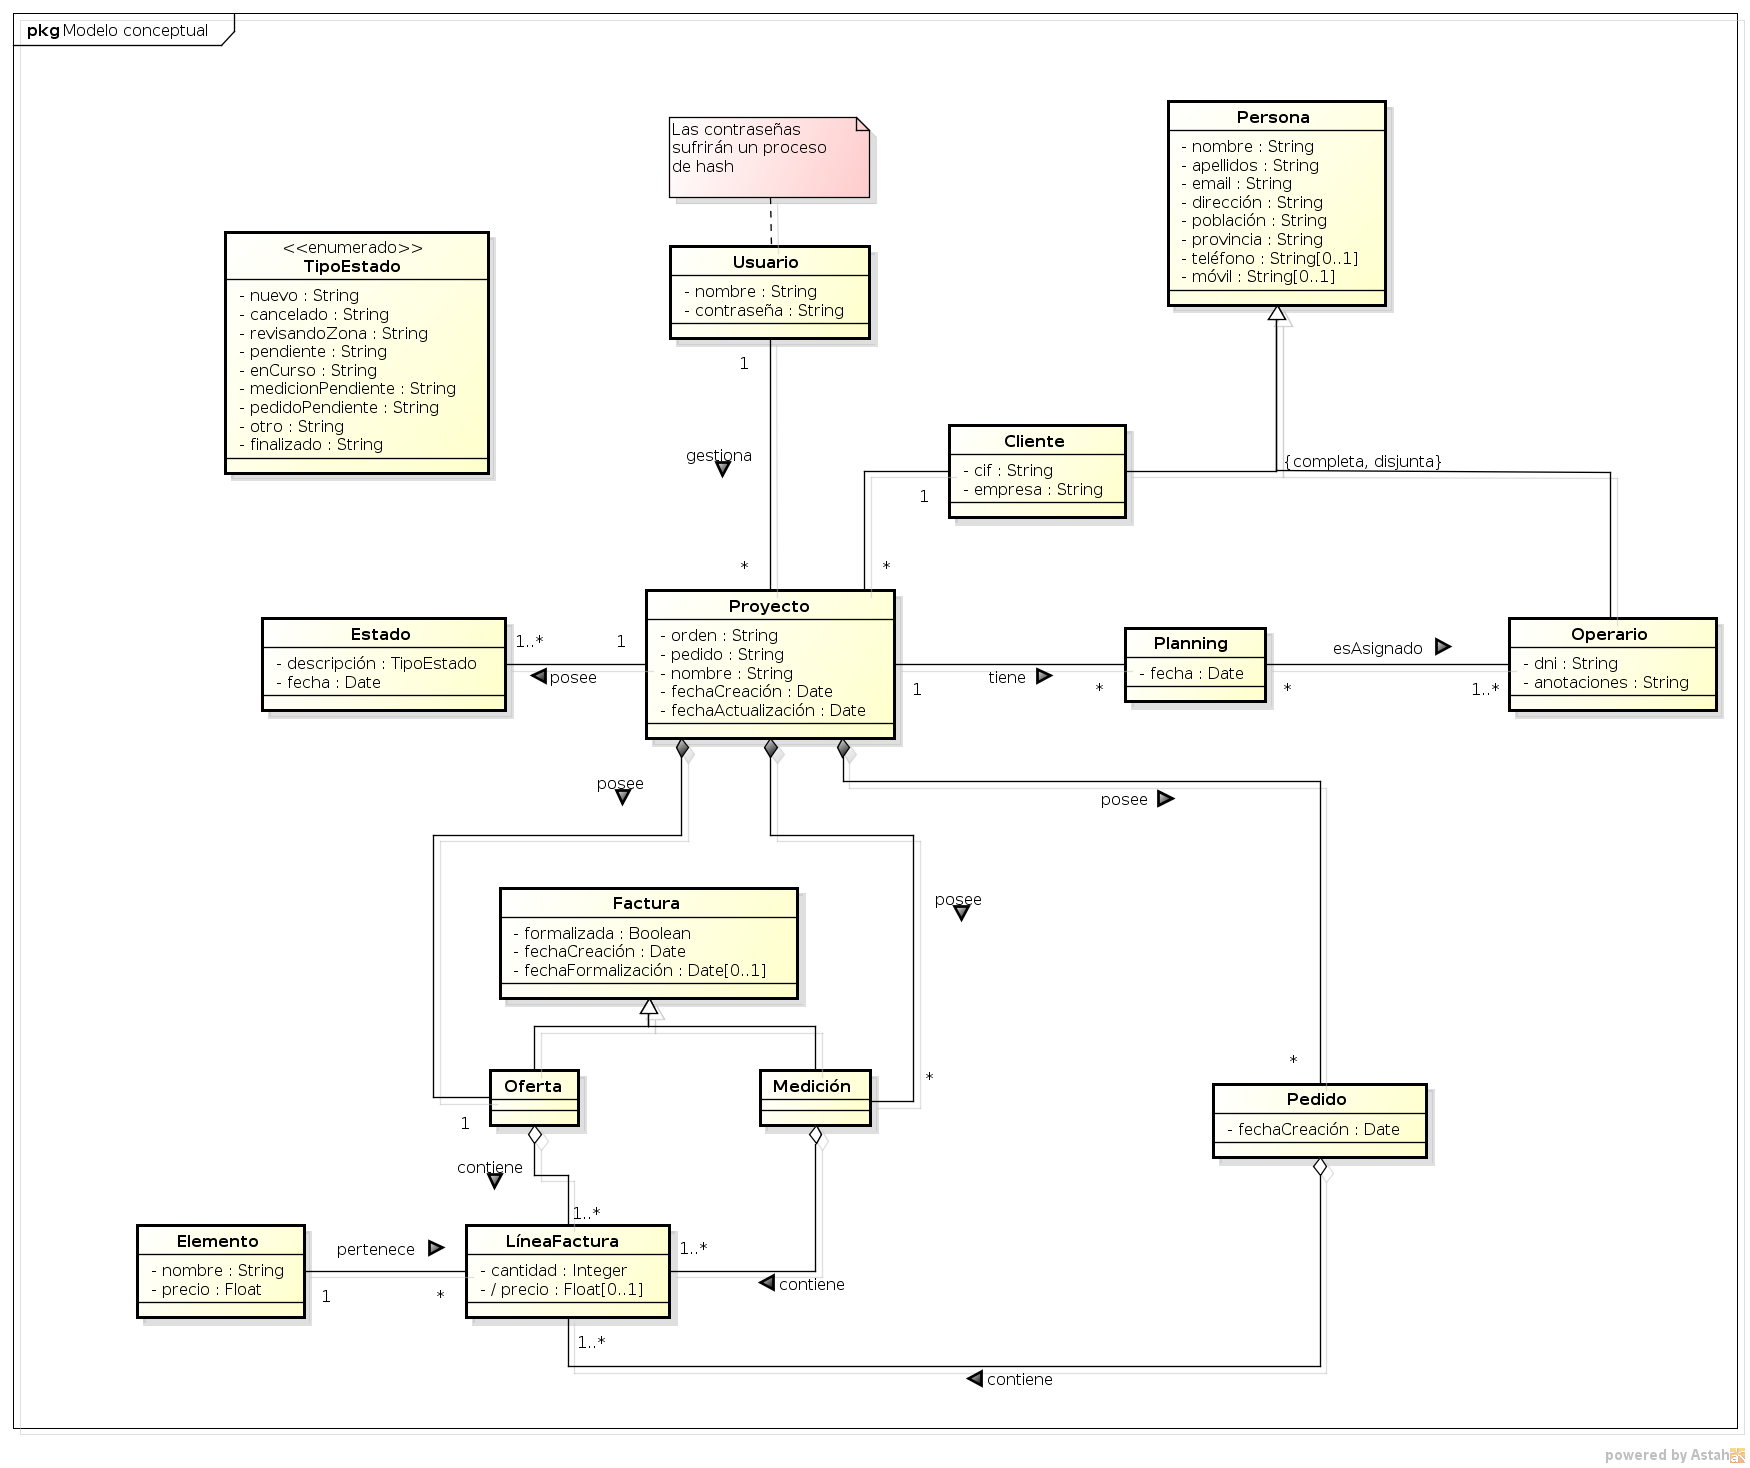 pkg Modelo conceptual
Las contraseñas
sufrirán un proceso
de hash
Persona
- nombre : String
- apellidos : String
- email : String
- dirección : String
- población : String
- provincia : String
- teléfono : String[0..1]
- móvil : String[0..1]
<<enumerado>>
TipoEstado
- nuevo : String
- cancelado : String
- revisandoZona : String
- pendiente : String
- enCurso : String
- medicionPendiente : String
- pedidoPendiente : String
- otro : String
- finalizado : String
Usuario
- nombre : String
- contraseña : String
1
gestiona
*
Cliente
- cif : String
- empresa : String
{completa, disjunta}
1
*
Estado
- descripción : TipoEstado
- fecha : Date
1..*
1
posee
Proyecto
- orden : String
- pedido : String
- nombre : String
- fechaCreación : Date
- fechaActualización : Date
1
tiene
*
Planning
- fecha : Date
esAsignado
*
1..*
Operario
- dni : String
- anotaciones : String
posee
posee
posee
Factura
- formalizada : Boolean
- fechaCreación : Date
- fechaFormalización : Date[0..1]
Oferta
1
Medición
*
*
Pedido
- fechaCreación : Date
contiene
1..*
Elemento
- nombre : String
- precio : Float
pertenece
1
*
LíneaFactura
- cantidad : Integer
- / precio : Float[0..1]
1..*
contiene
1..*
contiene
powered by Astah